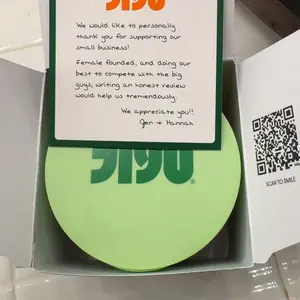 We would like to personally
thank you for supporting our
small business!
Female founded, and doing our
best to compete with the big
guys, writing an honest review
would help us tremendously.
We appreciate you!!
Jen + Hannah
SCAN TO SMILE